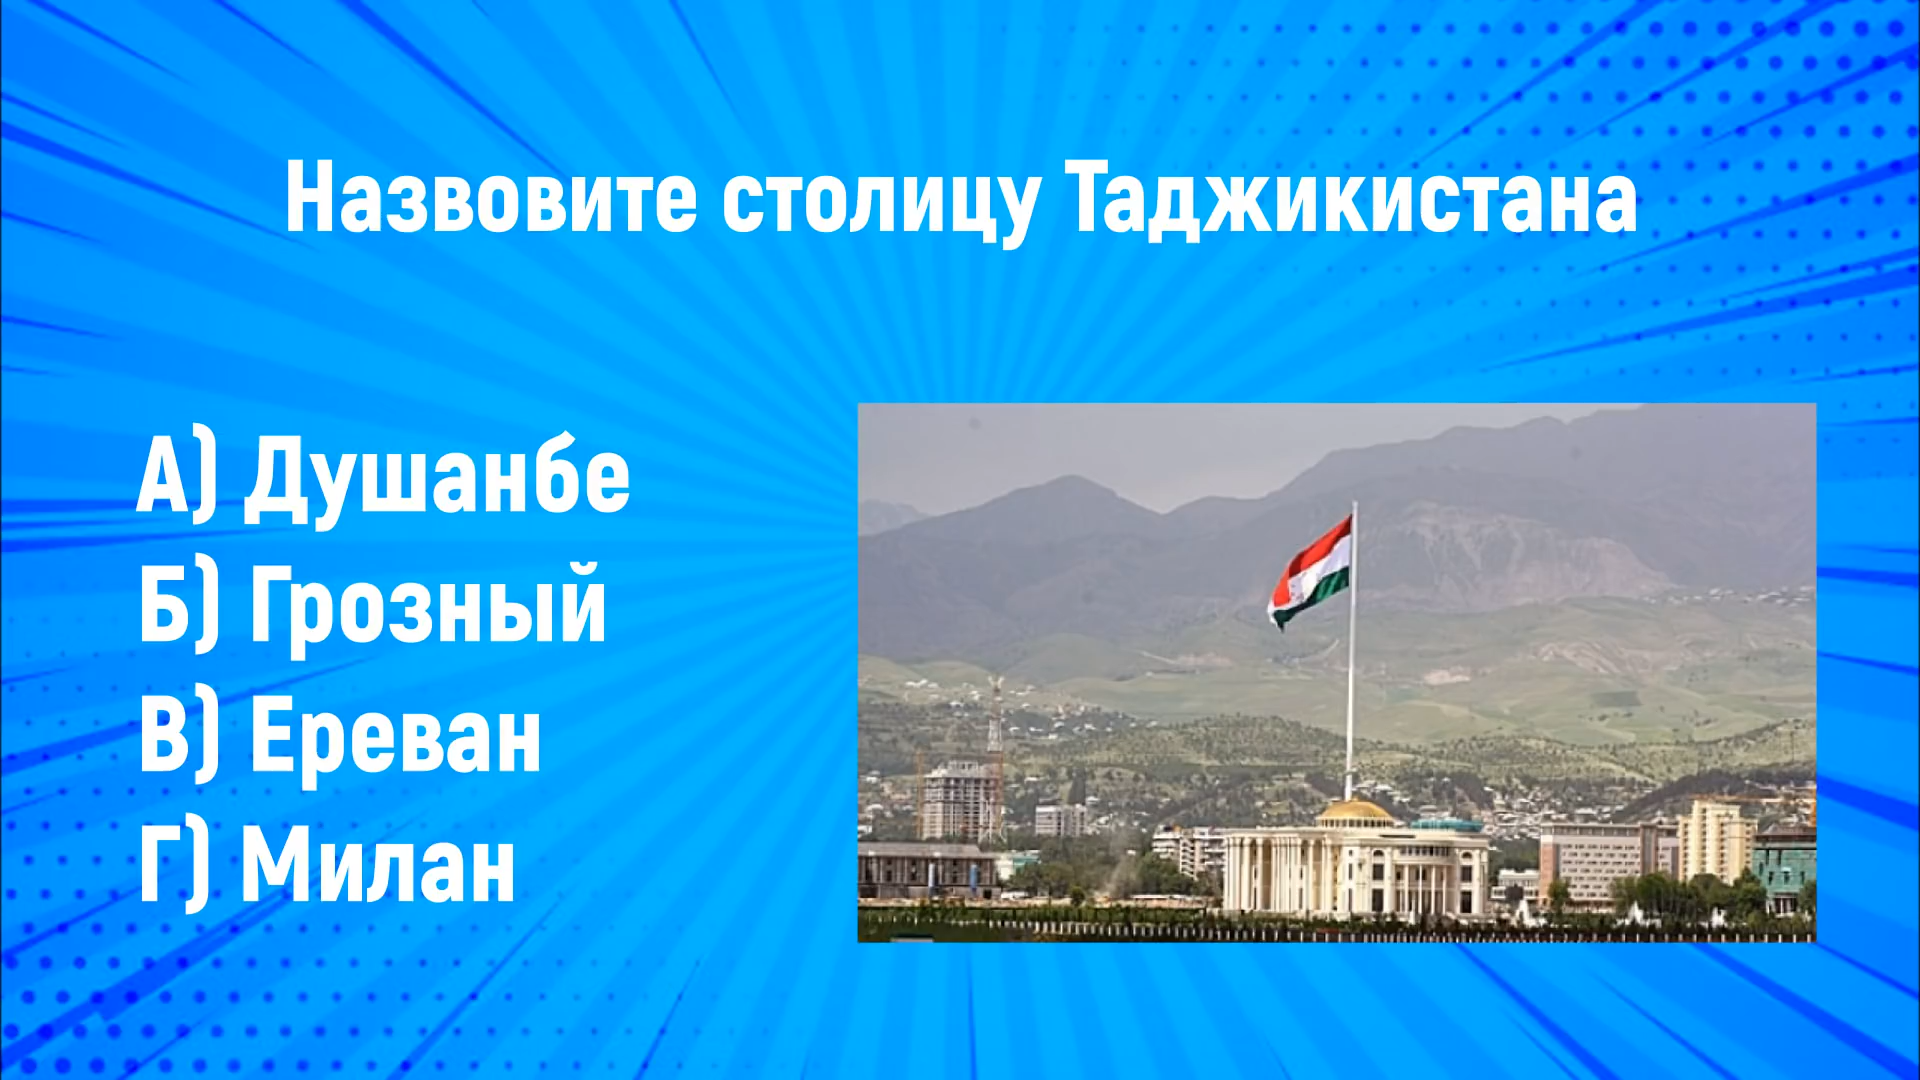 Назвовите столицу Таджикистана
А) Душанбе
Б) Грозный
В) Ереван
Г) Милан